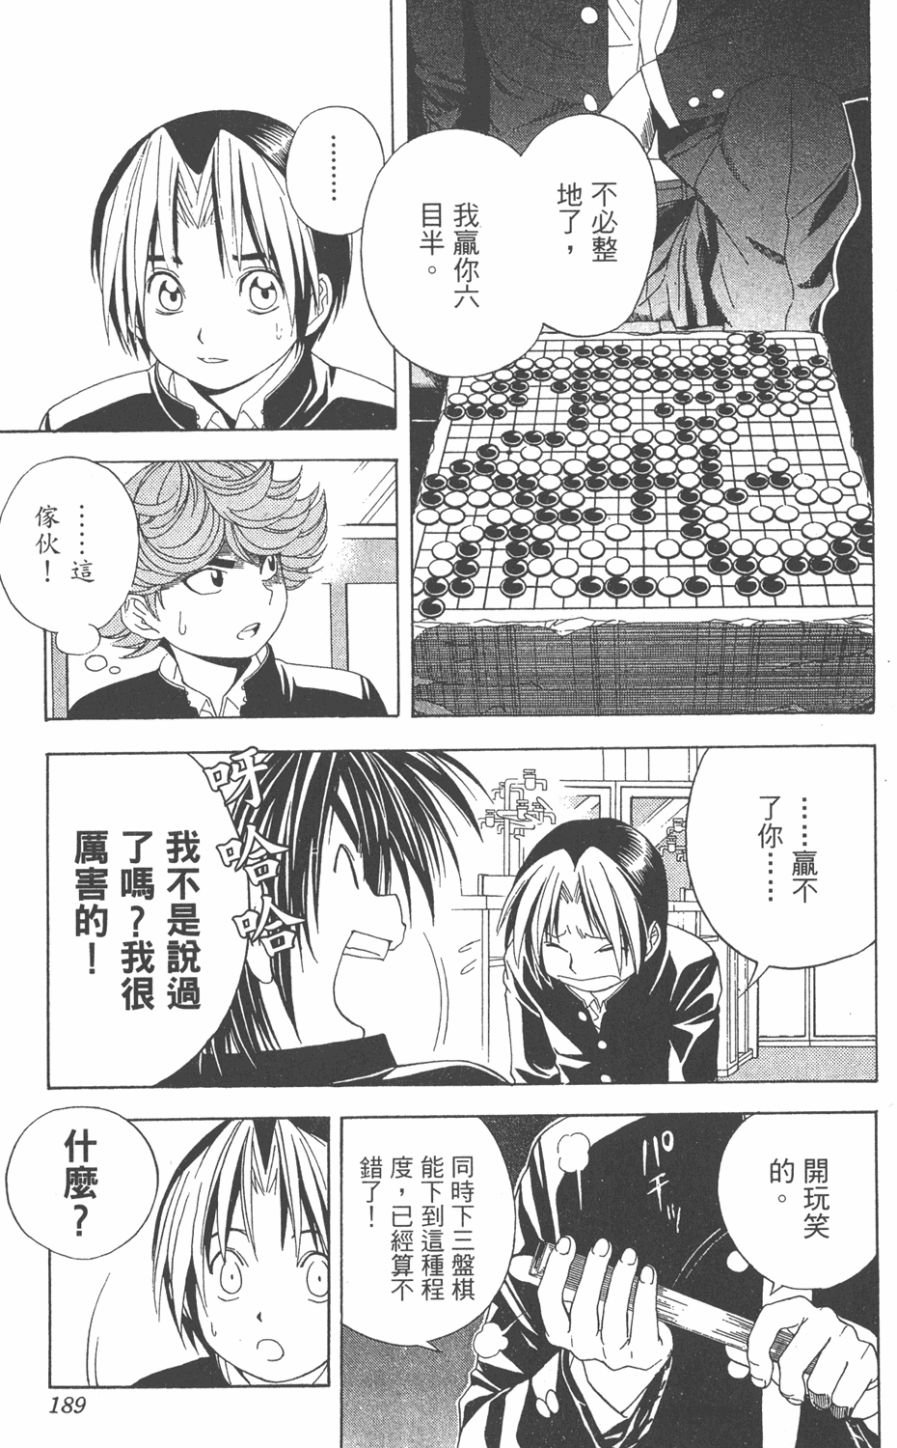 不必整
地了，
我贏你六
目半。
………
……這
傢伙！
……贏不
了你……
呀哈哈哈
我不是說過
了嗎？我很
厲害的！
開玩笑
的。
パチ
同時下三盤棋
能下到這種程
度，已經算不
錯了！
什麼？
189